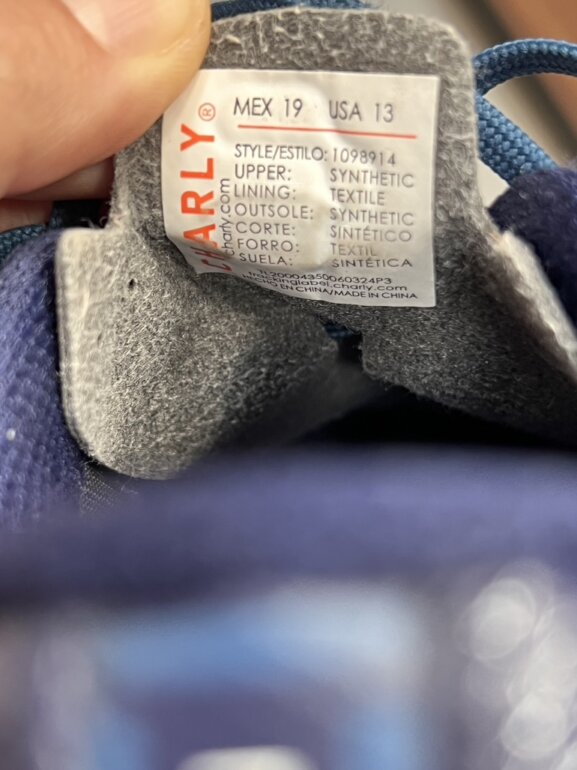 CHARLY®
charly.com
MEX 19 USA 13
STYLE/ESTILO: 1098914
UPPER: SYNTHETIC
LINING: TEXTILE
OUTSOLE: SYNTHETIC
CORTE: SINTÉTICO
FORRO: TEXTIL
SUELA: SINTÉTICA
trackinglabel.charly.com
HECHO EN CHINA/MADE IN CHINA